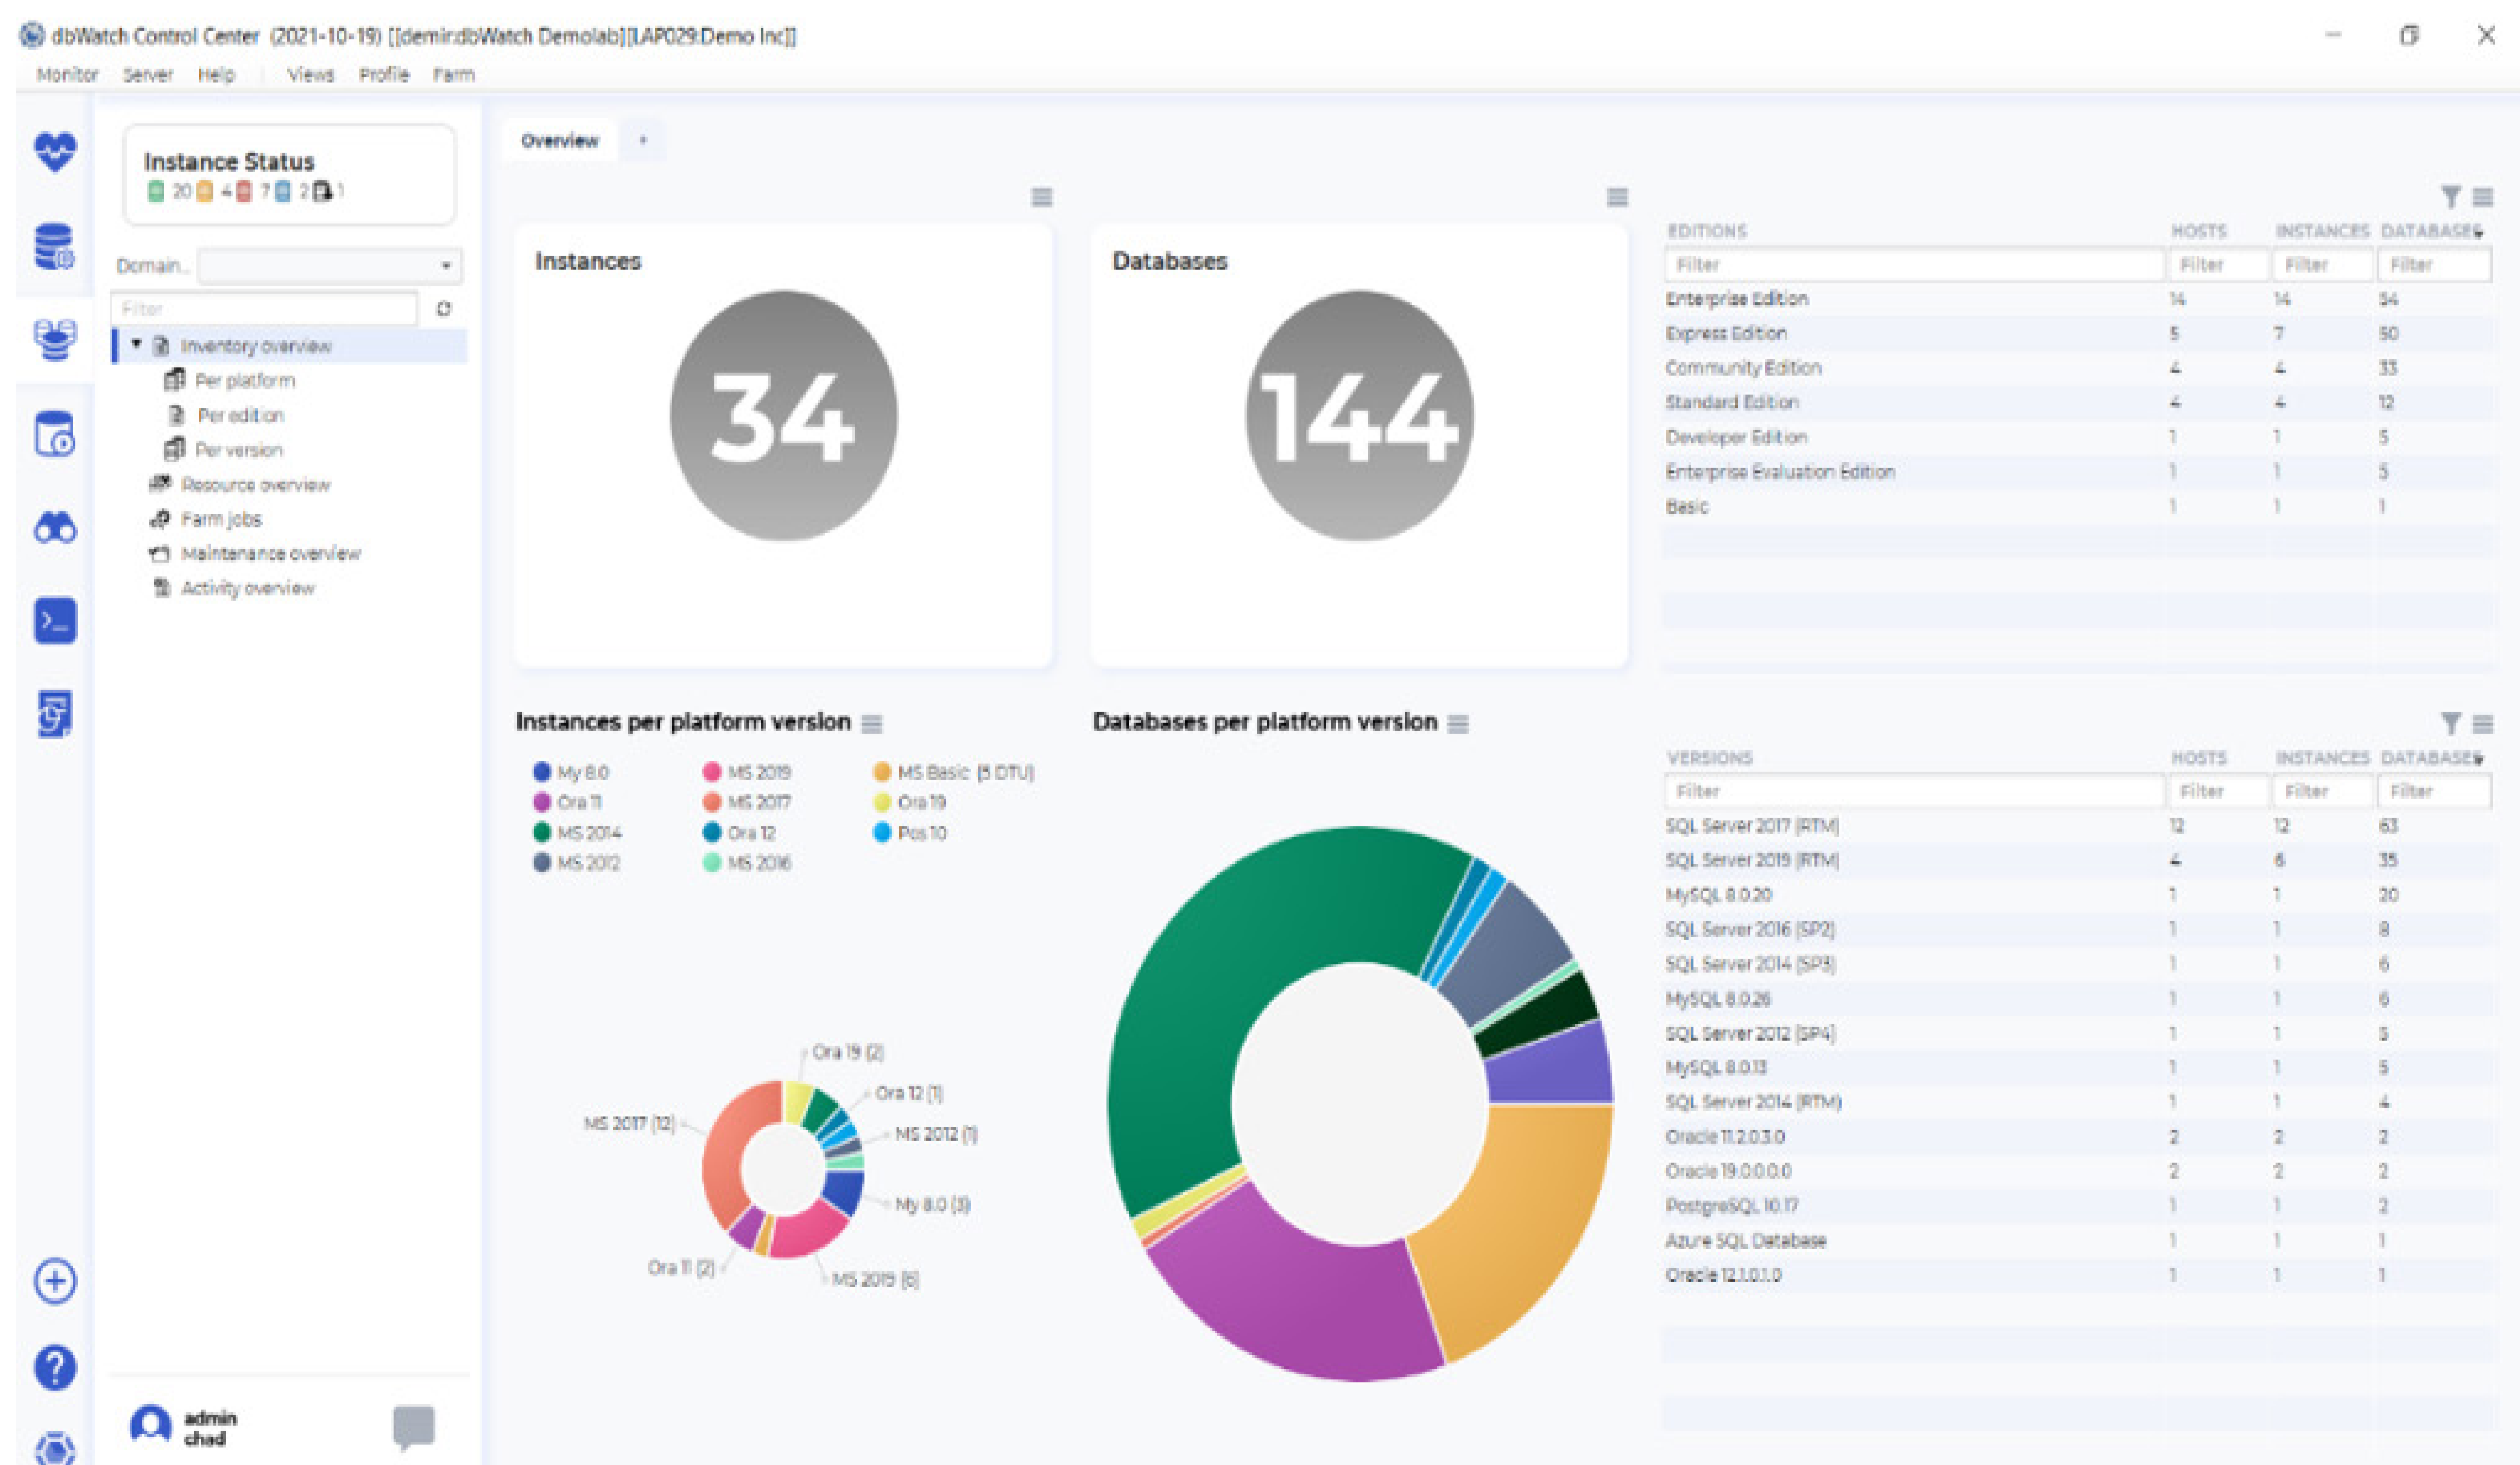 dbWatch Control Center (2021-10-19) [[demir:dbWatch Demolab][LAP029:Demo Inc]]
Monitor Server Help Views Profile Farm
Instance Status
20 4 7 2 1
Domain...
Filter
Inventory overview
Per platform
Per edition
Per version
Resource overview
Farm jobs
Maintenance overview
Activity overview
admin
chad
Overview +
Instances
34
Databases
144
EDITIONS HOSTS INSTANCES DATABASES
Filter Filter Filter Filter
Enterprise Edition 14 14 54
Express Edition 5 7 50
Community Edition 4 4 33
Standard Edition 4 4 12
Developer Edition 1 1 5
Enterprise Evaluation Edition 1 1 5
Basic 1 1 1
Instances per platform version
My 8.0 MS 2019 MS Basic (5 DTU)
Ora 11 MS 2017 Ora 19
MS 2014 Ora 12 Pos 10
MS 2012 MS 2016
Ora 19 (2)
Ora 12 (1)
MS 2017 (12)
MS 2012 (1)
My 8.0 (3)
Ora 11 (2)
MS 2019 (6)
Databases per platform version
VERSIONS HOSTS INSTANCES DATABASES
Filter Filter Filter Filter
SQL Server 2017 (RTM) 12 12 63
SQL Server 2019 (RTM) 4 6 35
MySQL 8.0.20 1 1 20
SQL Server 2016 (SP2) 1 1 8
SQL Server 2014 (SP3) 1 1 6
MySQL 8.0.26 1 1 6
SQL Server 2012 (SP4) 1 1 5
MySQL 8.0.13 1 1 5
SQL Server 2014 (RTM) 1 1 4
Oracle 11.2.0.3.0 2 2 2
Oracle 19.0.0.0.0 2 2 2
PostgreSQL 10.17 1 1 2
Azure SQL Database 1 1 1
Oracle 12.1.0.1.0 1 1 1